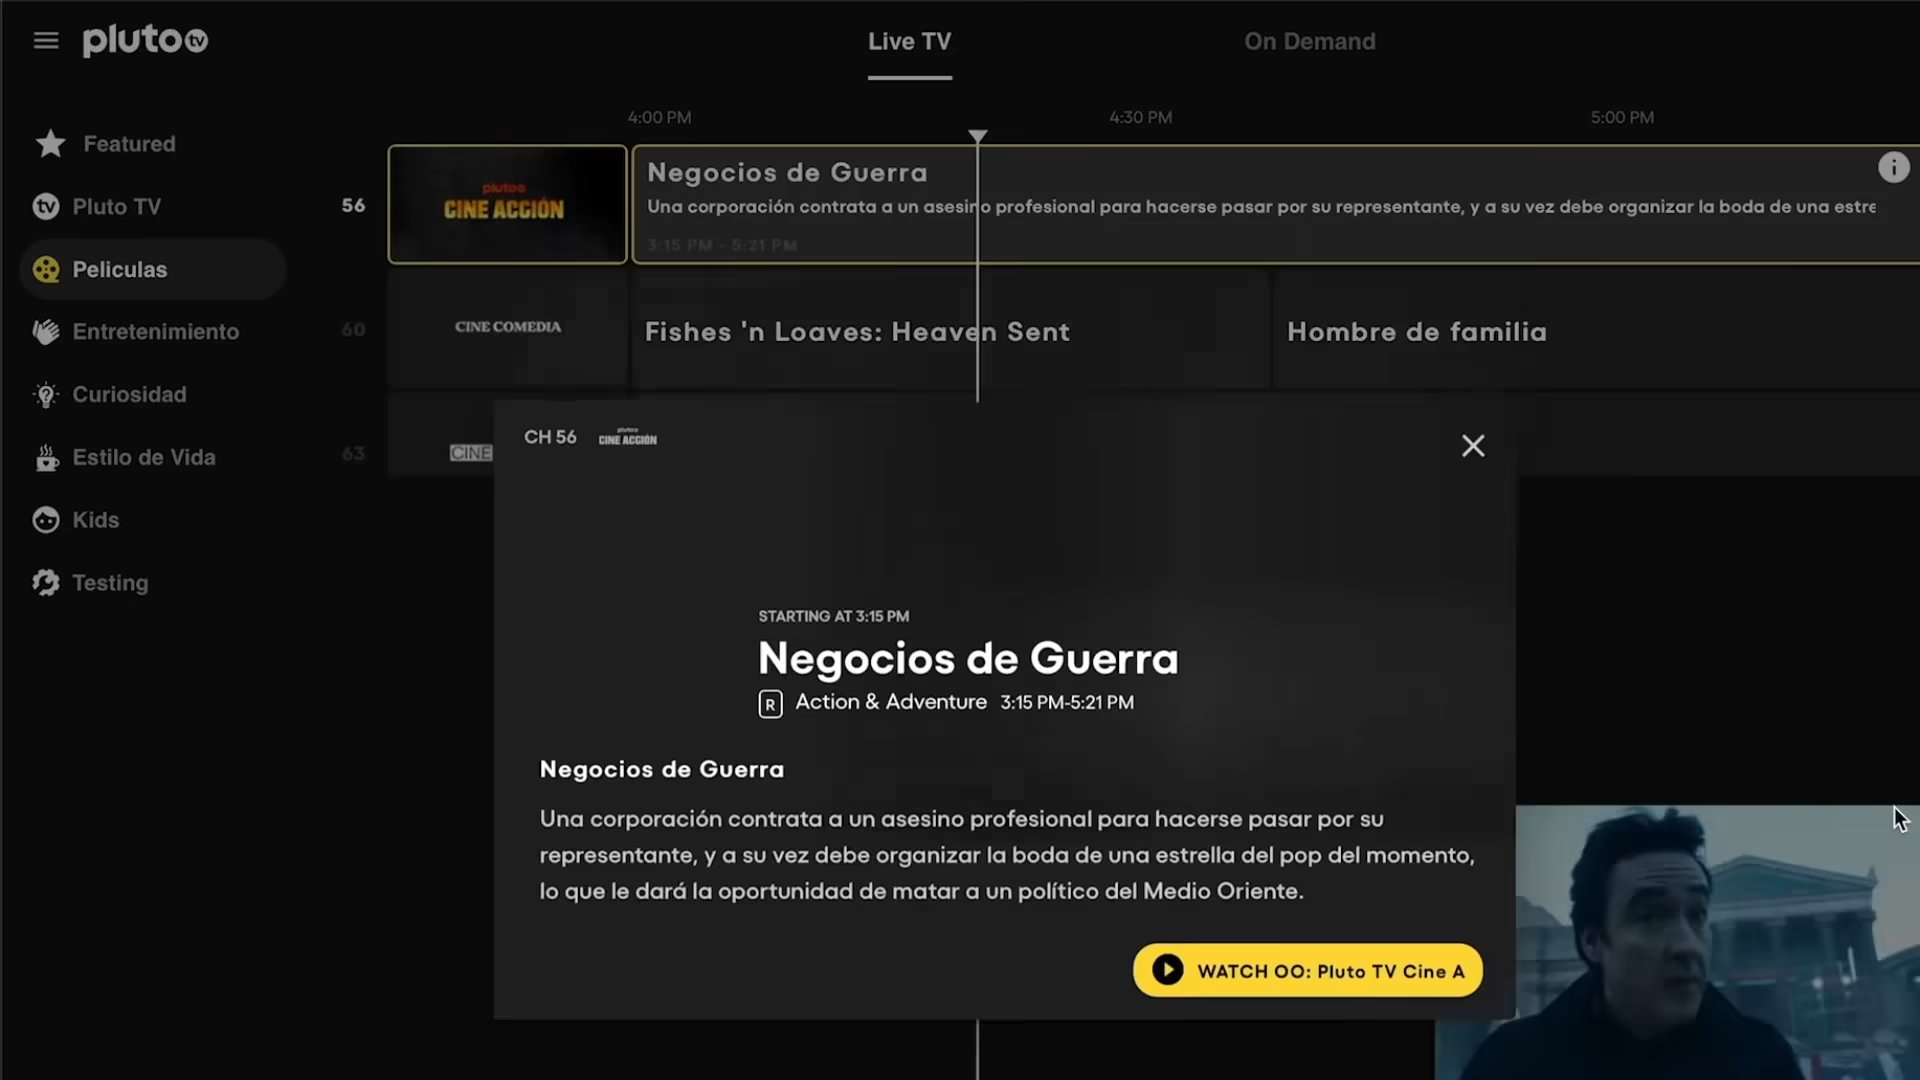 pluto tv
Live TV
On Demand
4:00 PM
4:30 PM
5:00 PM
Featured
Pluto TV
Peliculas
Entretenimiento
Curiosidad
Estilo de Vida
Kids
Testing
56
pluto tv
CINE ACCIÓN
Negocios de Guerra
Una corporación contrata a un asesino profesional para hacerse pasar por su representante, y a su vez debe organizar la boda de una estre
3:15 PM - 5:21 PM
60
CINE COMEDIA
Fishes 'n Loaves: Heaven Sent
Hombre de familia
63
CINE
CH 56
pluto tv
CINE ACCIÓN
STARTING AT 3:15 PM
Negocios de Guerra
R Action & Adventure 3:15 PM-5:21 PM
Negocios de Guerra
Una corporación contrata a un asesino profesional para hacerse pasar por su
representante, y a su vez debe organizar la boda de una estrella del pop del momento,
lo que le dará la oportunidad de matar a un político del Medio Oriente.
WATCH OO: Pluto TV Cine A